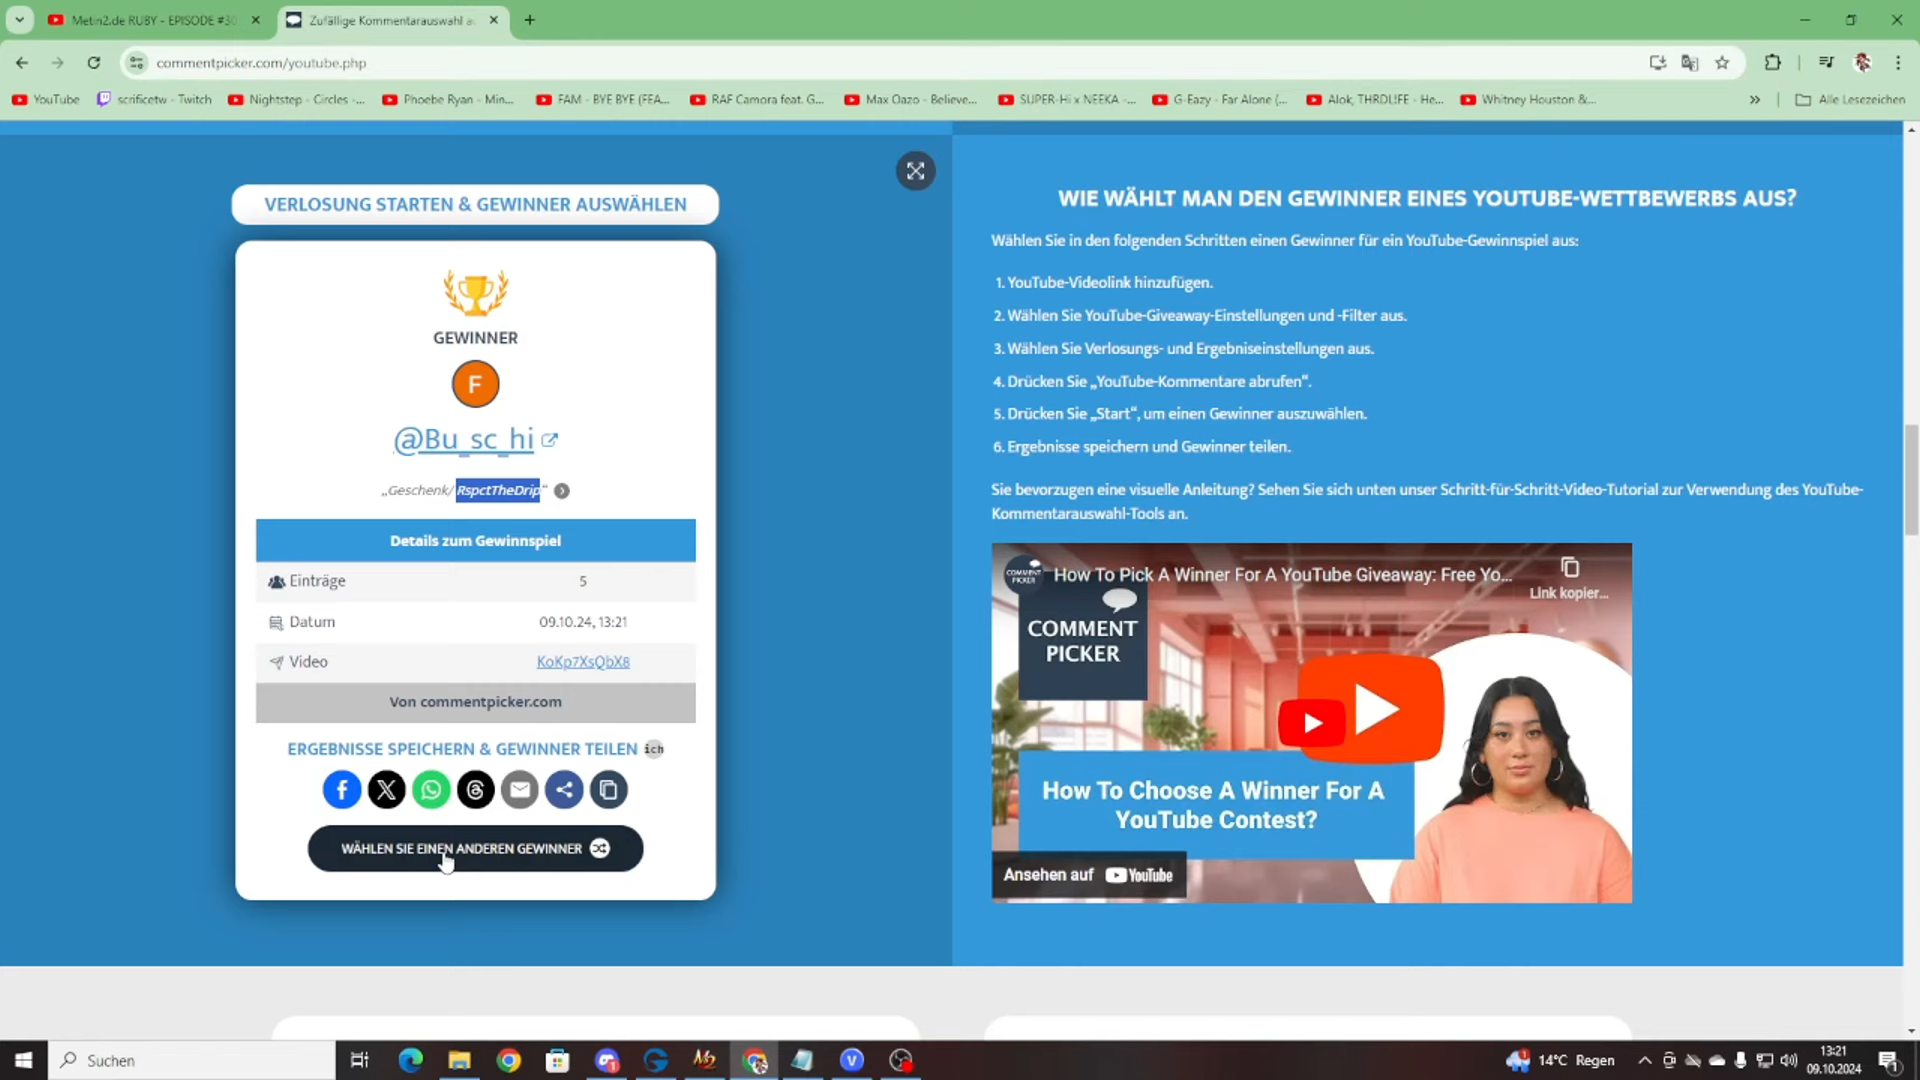 Metin2.de RUBY - EPISODE #30
Zufällige Kommentarauswahl au
commentpicker.com/youtube.php
YouTube
scrificetw - Twitch
Nightstep - Circles -...
Phoebe Ryan - Min...
FAM - BYE BYE (FEA...
RAF Camora feat. G...
Max Oazo - Believe...
SUPER-Hi x NEEKA -...
G-Eazy - Far Alone (...
Alok, THRDL!FE - He...
Whitney Houston &...
»
Alle Lesezeichen
VERLOSUNG STARTEN & GEWINNER AUSWÄHLEN
GEWINNER
F
@Bu_sc_hi
„Geschenk/ RspctTheDrip“
Details zum Gewinnspiel
Einträge 5
Datum 09.10.24, 13:21
Video KoKp7XsQbX8
Von commentpicker.com
ERGEBNISSE SPEICHERN & GEWINNER TEILEN ich
WÄHLEN SIE EINEN ANDEREN GEWINNER
WIE WÄHLT MAN DEN GEWINNER EINES YOUTUBE-WETTBEWERBS AUS?
Wählen Sie in den folgenden Schritten einen Gewinner für ein YouTube-Gewinnspiel aus:
1. YouTube-Videolink hinzufügen.
2. Wählen Sie YouTube-Giveaway-Einstellungen und -Filter aus.
3. Wählen Sie Verlosungs- und Ergebniseinstellungen aus.
4. Drücken Sie „YouTube-Kommentare abrufen“.
5. Drücken Sie „Start“, um einen Gewinner auszuwählen.
6. Ergebnisse speichern und Gewinner teilen.
Sie bevorzugen eine visuelle Anleitung? Sehen Sie sich unten unser Schritt-für-Schritt-Video-Tutorial zur Verwendung des YouTube-
Kommentarauswahl-Tools an.
COMMENT
PICKER
How To Pick A Winner For A YouTube Giveaway: Free Yo...
Link kopier...
COMMENT
PICKER
How To Choose A Winner For A
YouTube Contest?
Ansehen auf YouTube
Suchen
14°C Regen
13:21
09.10.2024